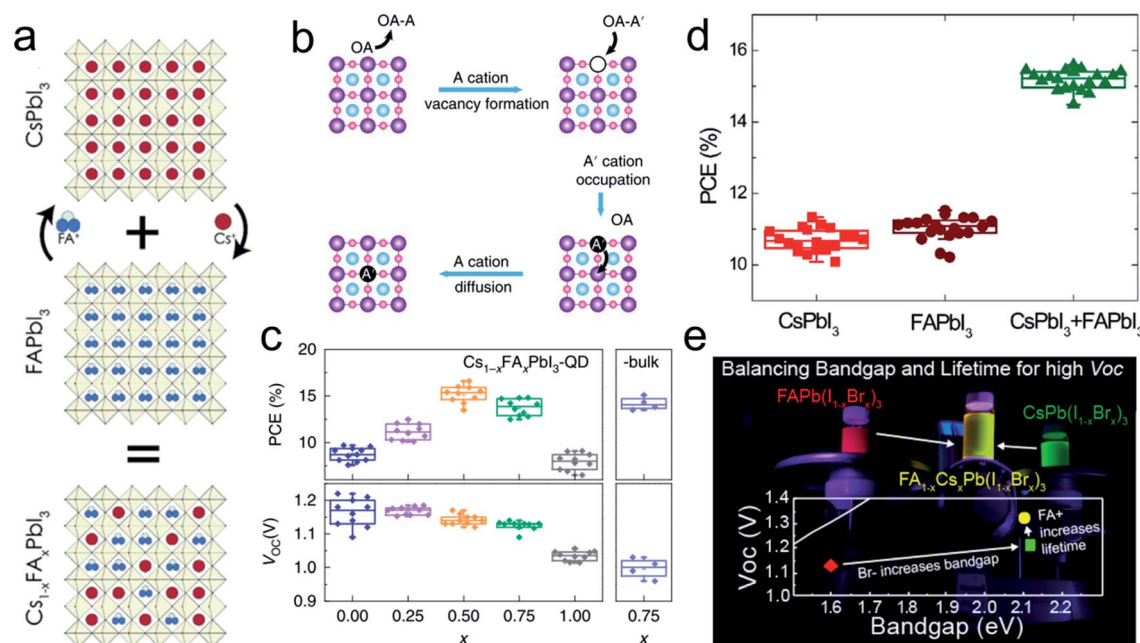 a
CsPbI₃
FA⁺
+
Cs⁺
FAPbI₃
=
Cs₁₋ₓFAₓPbI₃
b
OA-A
OA
A cation
vacancy formation
OA-A′
A′ cation
occupation
OA
A′
A cation
diffusion
A′
c
Cs₁₋ₓFAₓPbI₃-QD
-bulk
PCE (%)
20
15
10
V_OC(V)
1.2
1.1
1.0
0.9
0.00
0.25
0.50
0.75
1.00
0.75
x
x
d
PCE (%)
16
14
12
11
10
CsPbI₃
FAPbI₃
CsPbI₃+FAPbI₃
e
Balancing Bandgap and Lifetime for high Voc
FAPb(I₁₋ₓBrₓ)₃
CsPb(I₁₋ₓBrₓ)₃
FA₁₋ₓCsₓPb(I₁₋ₓBrₓ)₃
Voc (V)
1.4
1.3
1.2
1.1
1.0
FA+
increases
lifetime
Br- increases bandgap
1.6
1.7
1.8
1.9
2.0
2.1
2.2
Bandgap (eV)